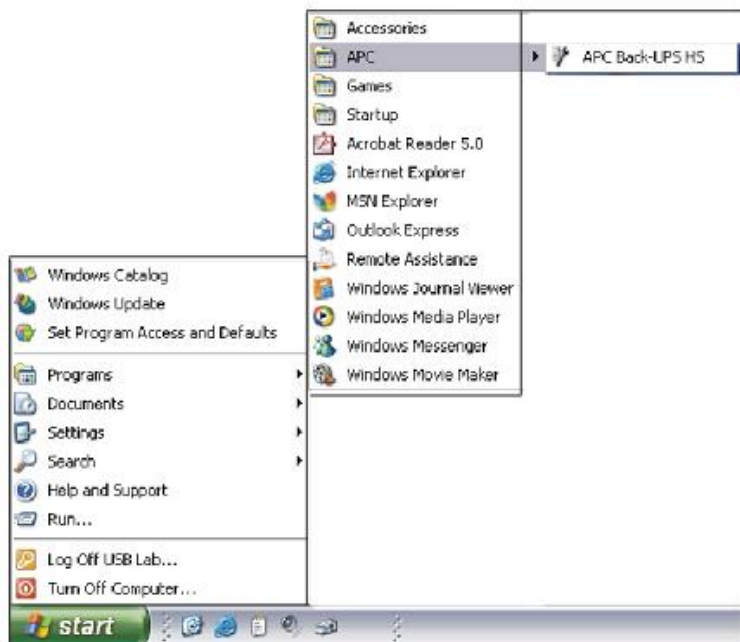 Accessories
APC
APC Back-UPS HS
Games
Startup
Acrobat Reader 5.0
Internet Explorer
MSN Explorer
Outlook Express
Remote Assistance
Windows Journal Viewer
Windows Media Player
Windows Messenger
Windows Movie Maker
Windows Catalog
Windows Update
Set Program Access and Defaults
Programs
Documents
Settings
Search
Help and Support
Run...
Log Off USB Lab...
Turn Off Computer...
start